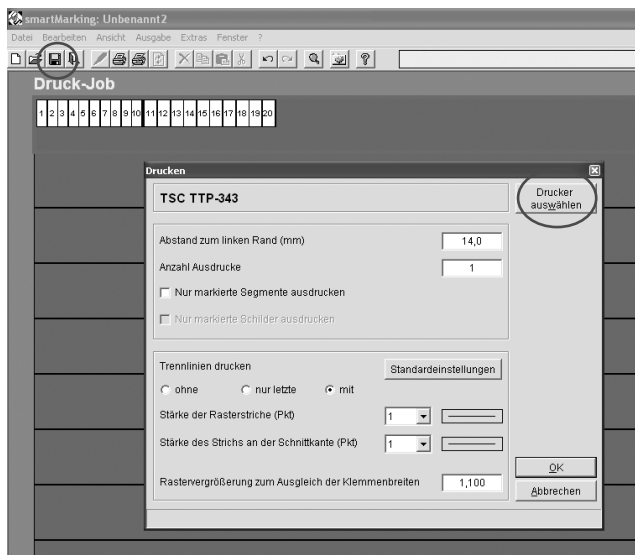 smartMarking: Unbenannt2
Datei Bearbeiten Ansicht Ausgabe Extras Fenster ?
Druck-Job
1 2 3 4 5 6 7 8 9 10 11 12 13 14 15 16 17 18 19 20
Drucken
TSC TTP-343
Drucker
auswählen
Abstand zum linken Rand (mm) 14,0
Anzahl Ausdrucke 1
Nur markierte Segmente ausdrucken
Nur markierte Schilder ausdrucken
Trennlinien drucken Standardeinstellungen
ohne nur letzte mit
Stärke der Rasterstriche (Pkt) 1
Stärke des Strichs an der Schnittkante (Pkt) 1
Rastervergrößerung zum Ausgleich der Klemmenbreiten 1,100
OK
Abbrechen